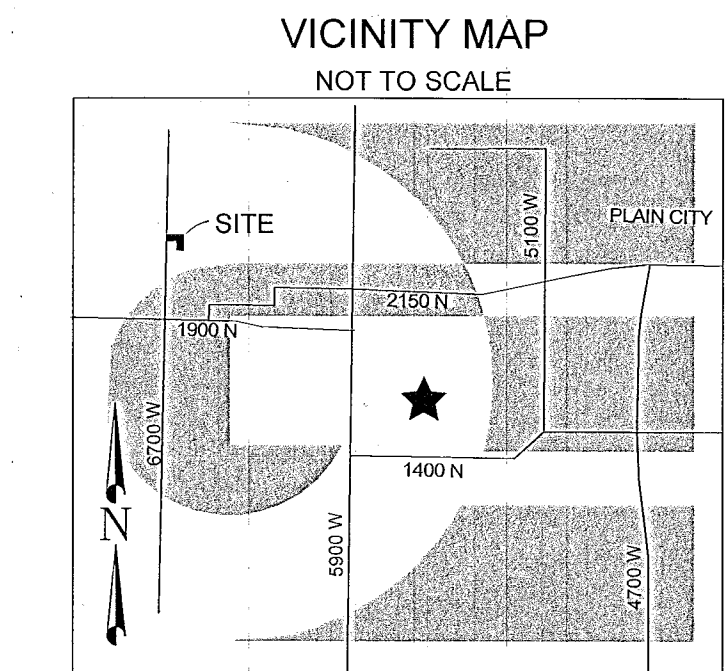 VICINITY MAP
NOT TO SCALE
SITE
5100 W
PLAIN CITY
2150 N
1900 N
6700 W
1400 N
N
5900 W
4700 W